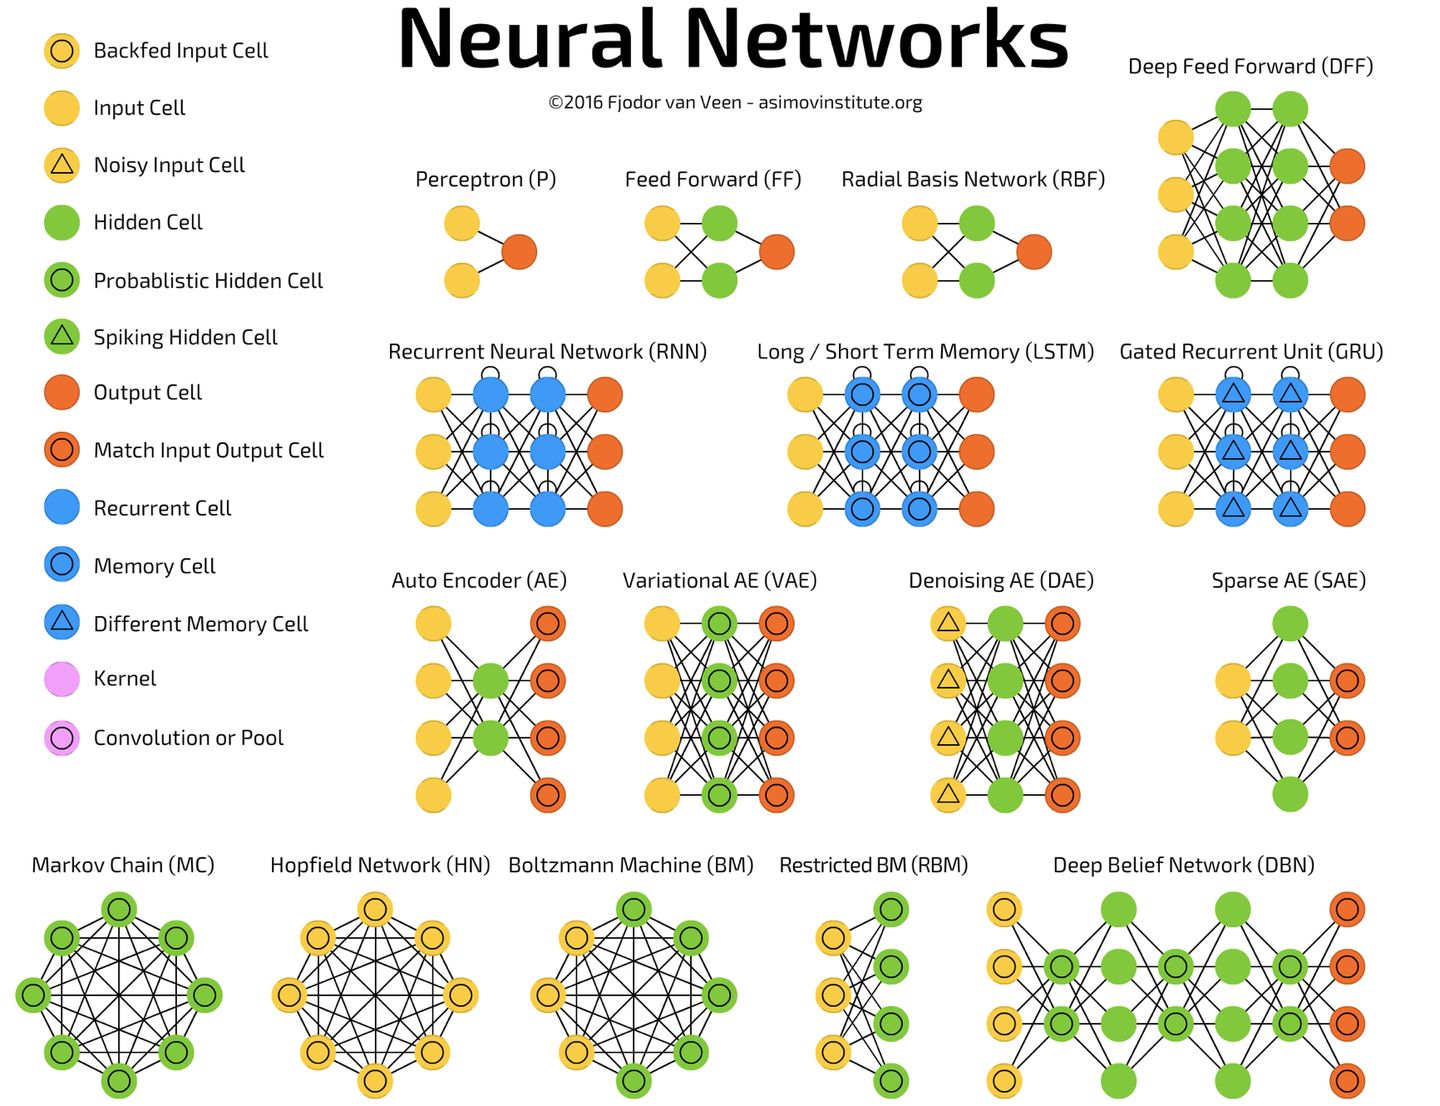 Neural Networks
©2016 Fjodor van Veen - asimovinstitute.org
Backfed Input Cell
Input Cell
Noisy Input Cell
Hidden Cell
Probablistic Hidden Cell
Spiking Hidden Cell
Output Cell
Match Input Output Cell
Recurrent Cell
Memory Cell
Different Memory Cell
Kernel
Convolution or Pool
Deep Feed Forward (DFF)
Perceptron (P)
Feed Forward (FF)
Radial Basis Network (RBF)
Recurrent Neural Network (RNN)
Long / Short Term Memory (LSTM)
Gated Recurrent Unit (GRU)
Auto Encoder (AE)
Variational AE (VAE)
Denoising AE (DAE)
Sparse AE (SAE)
Markov Chain (MC)
Hopfield Network (HN)
Boltzmann Machine (BM)
Restricted BM (RBM)
Deep Belief Network (DBN)